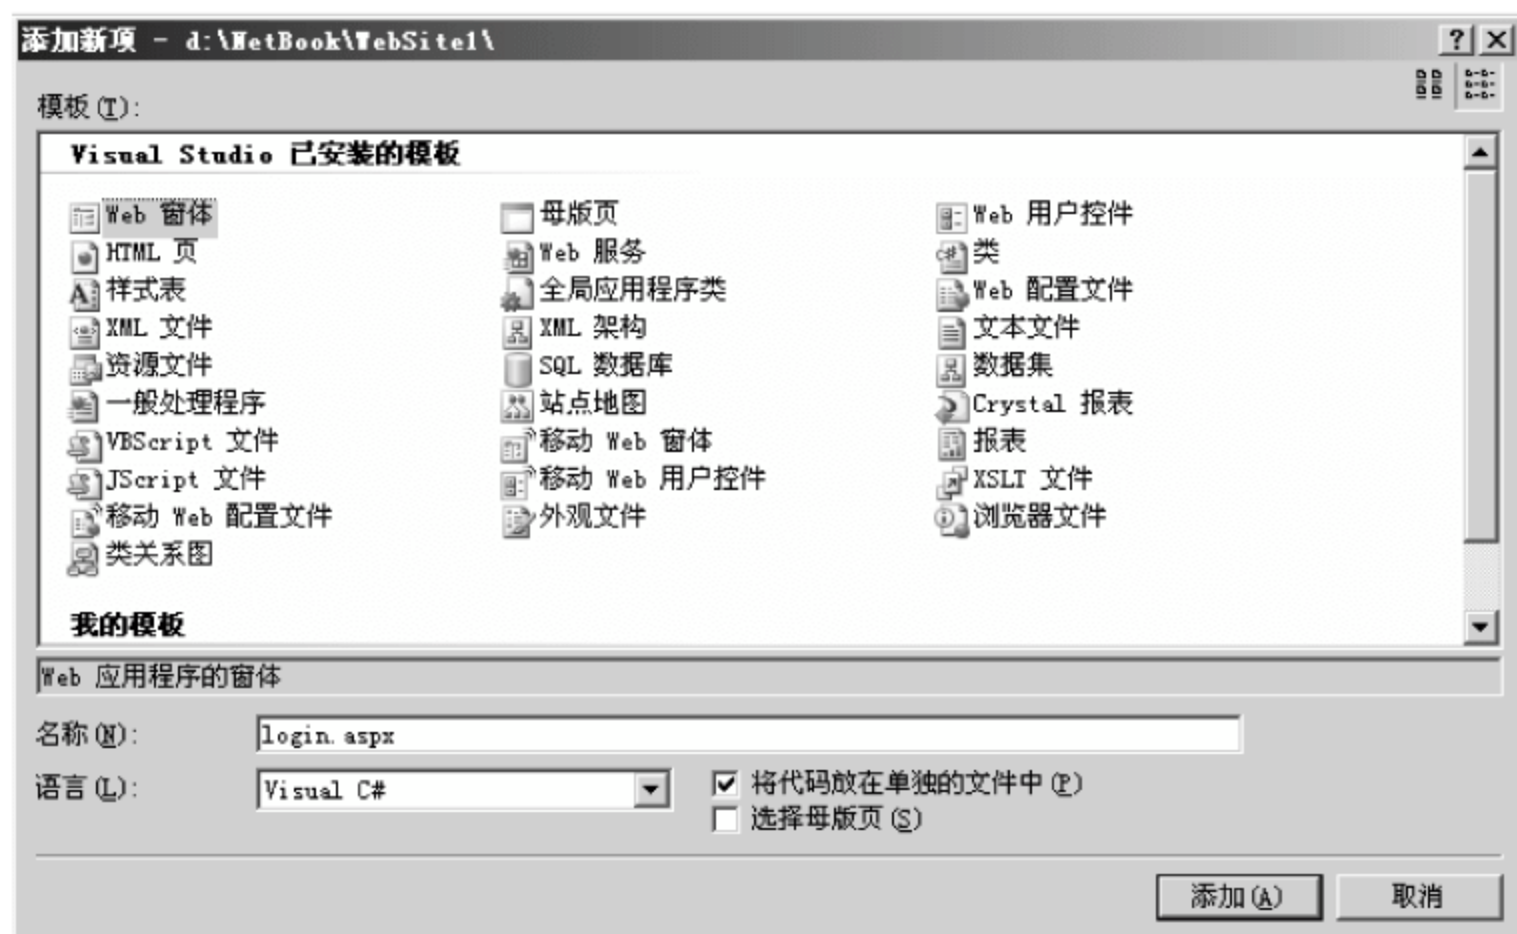 添加新项 - d:\NetBook\WebSite1\
模板(T):
Visual Studio 已安装的模板
Web 窗体 母版页 Web 用户控件
HTML 页 Web 服务 类
样式表 全局应用程序类 Web 配置文件
XML 文件 XML 架构 文本文件
资源文件 SQL 数据库 数据集
一般处理程序 站点地图 Crystal 报表
VBScript 文件 移动 Web 窗体 报表
JScript 文件 移动 Web 用户控件 XSLT 文件
移动 Web 配置文件 外观文件 浏览器文件
类关系图
我的模板
Web 应用程序的窗体
名称(N): login.aspx
语言(L): Visual C# 将代码放在单独的文件中(P)
选择母版页(S)
添加(A) 取消